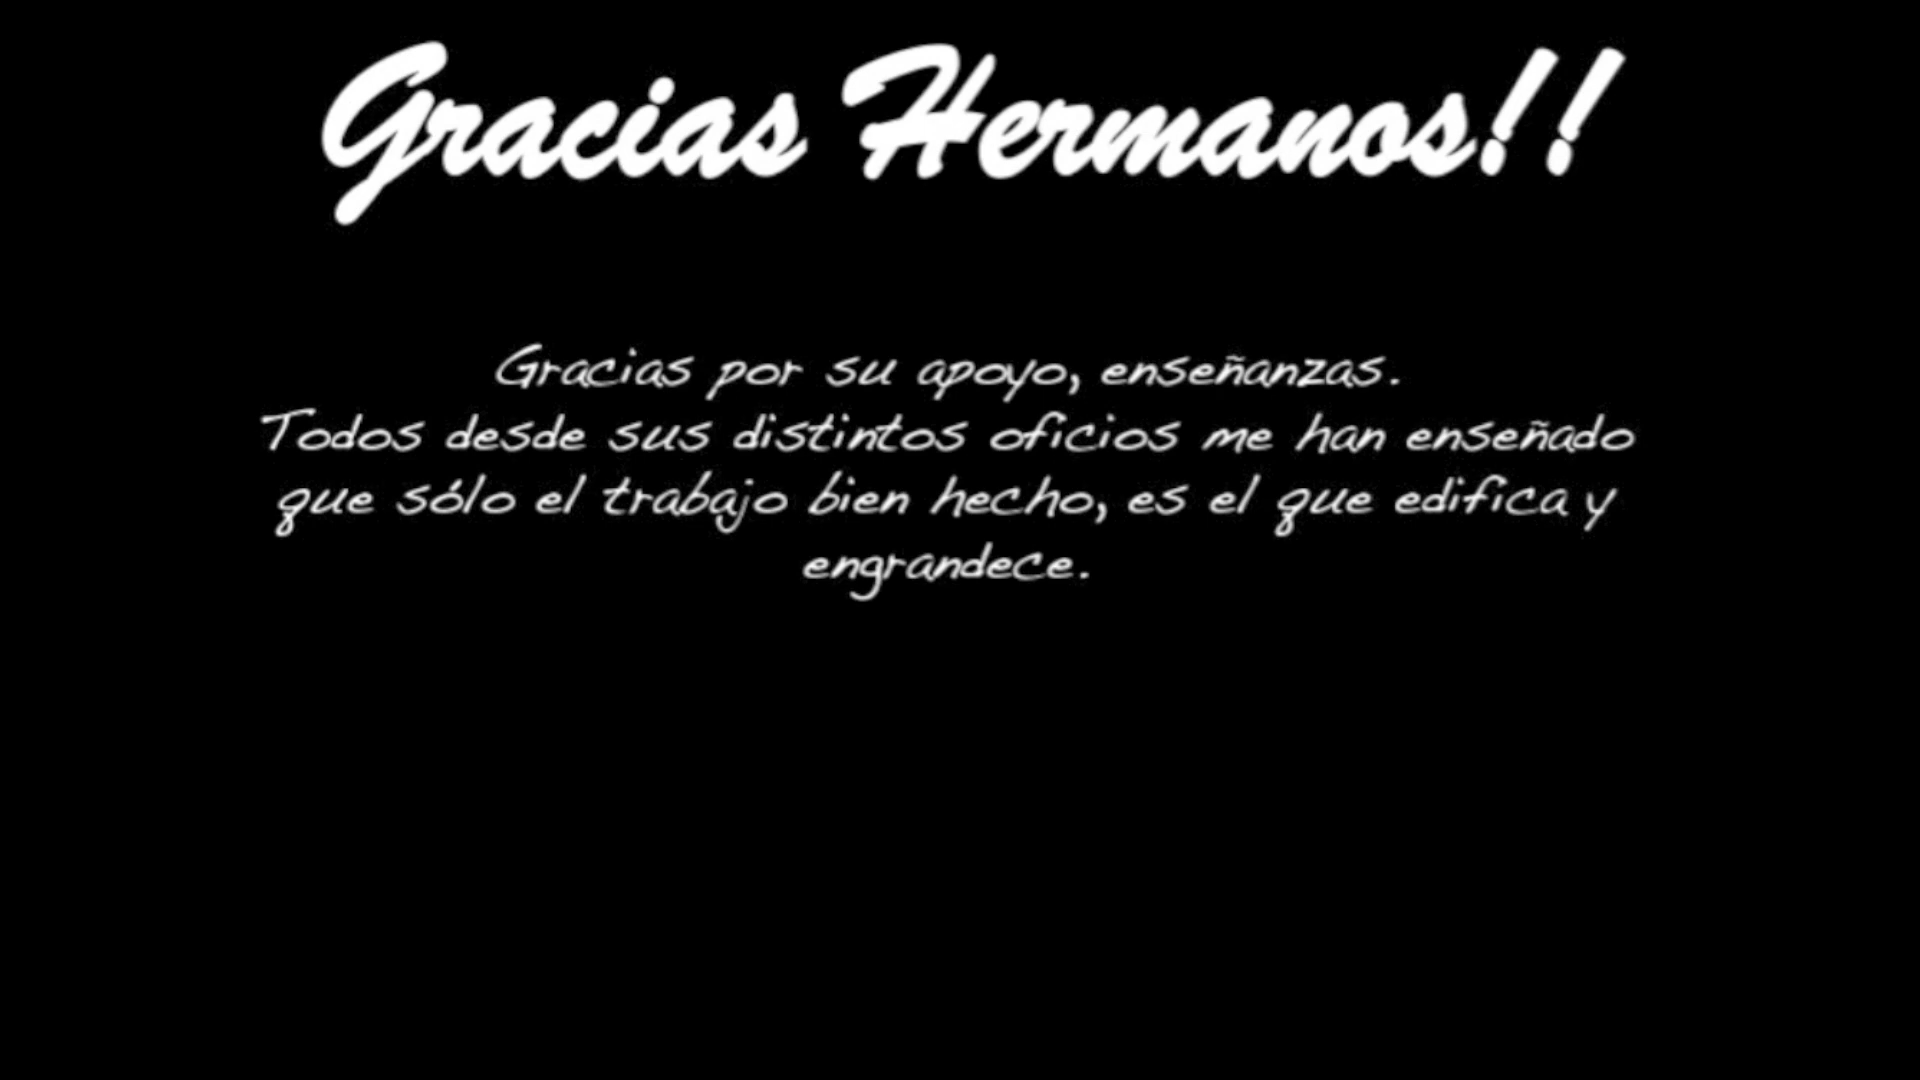 Gracias Hermanos!!
Gracias por su apoyo, enseñanzas.
Todos desde sus distintos oficios me han enseñado
que sólo el trabajo bien hecho, es el que edifica y
engrandece.